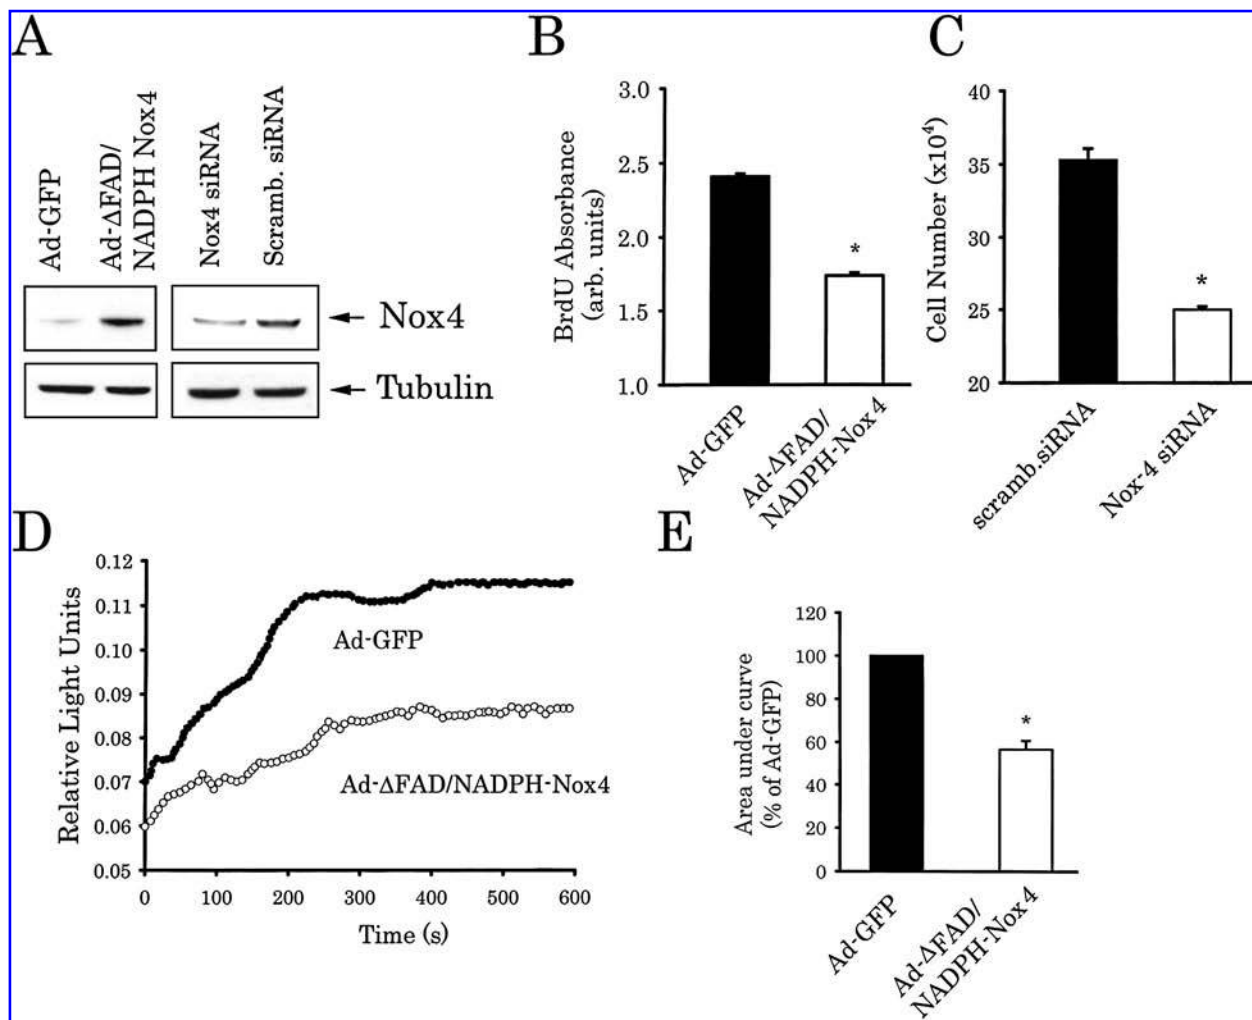 A
Ad-GFP
Ad-ΔFAD/
NADPH Nox4
Nox4 siRNA
Scramb. siRNA
Nox4
Tubulin
B
BrdU Absorbance
(arb. units)
3.0
2.5
2.0
1.5
1.0
*
Ad-GFP
Ad-ΔFAD/
NADPH-Nox4
C
Cell Number (x10⁴)
40
35
30
25
20
*
scramb.siRNA
Nox-4 siRNA
D
Relative Light Units
0.12
0.11
0.09
0.08
0.07
0.06
0.05
Ad-GFP
Ad-ΔFAD/NADPH-Nox4
0 100 200 300 400 500 600
Time (s)
E
Area under curve
(% of Ad-GFP)
120
100
80
60
40
20
0
*
Ad-GFP
Ad-ΔFAD/
NADPH-Nox4